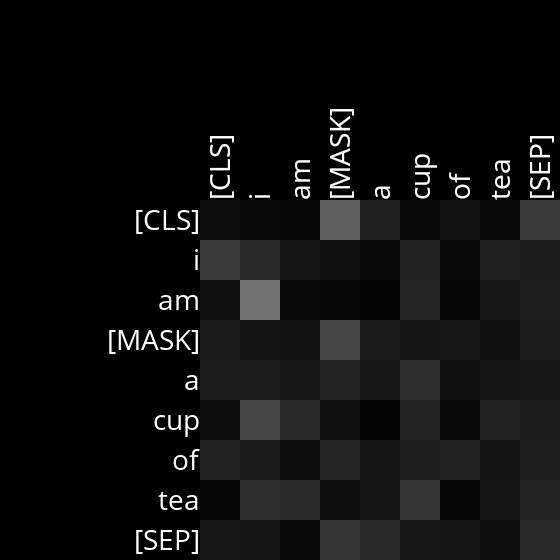 [CLS] i am [MASK] a cup of tea [SEP]
[CLS]
i
am
[MASK]
a
cup
of
tea
[SEP]